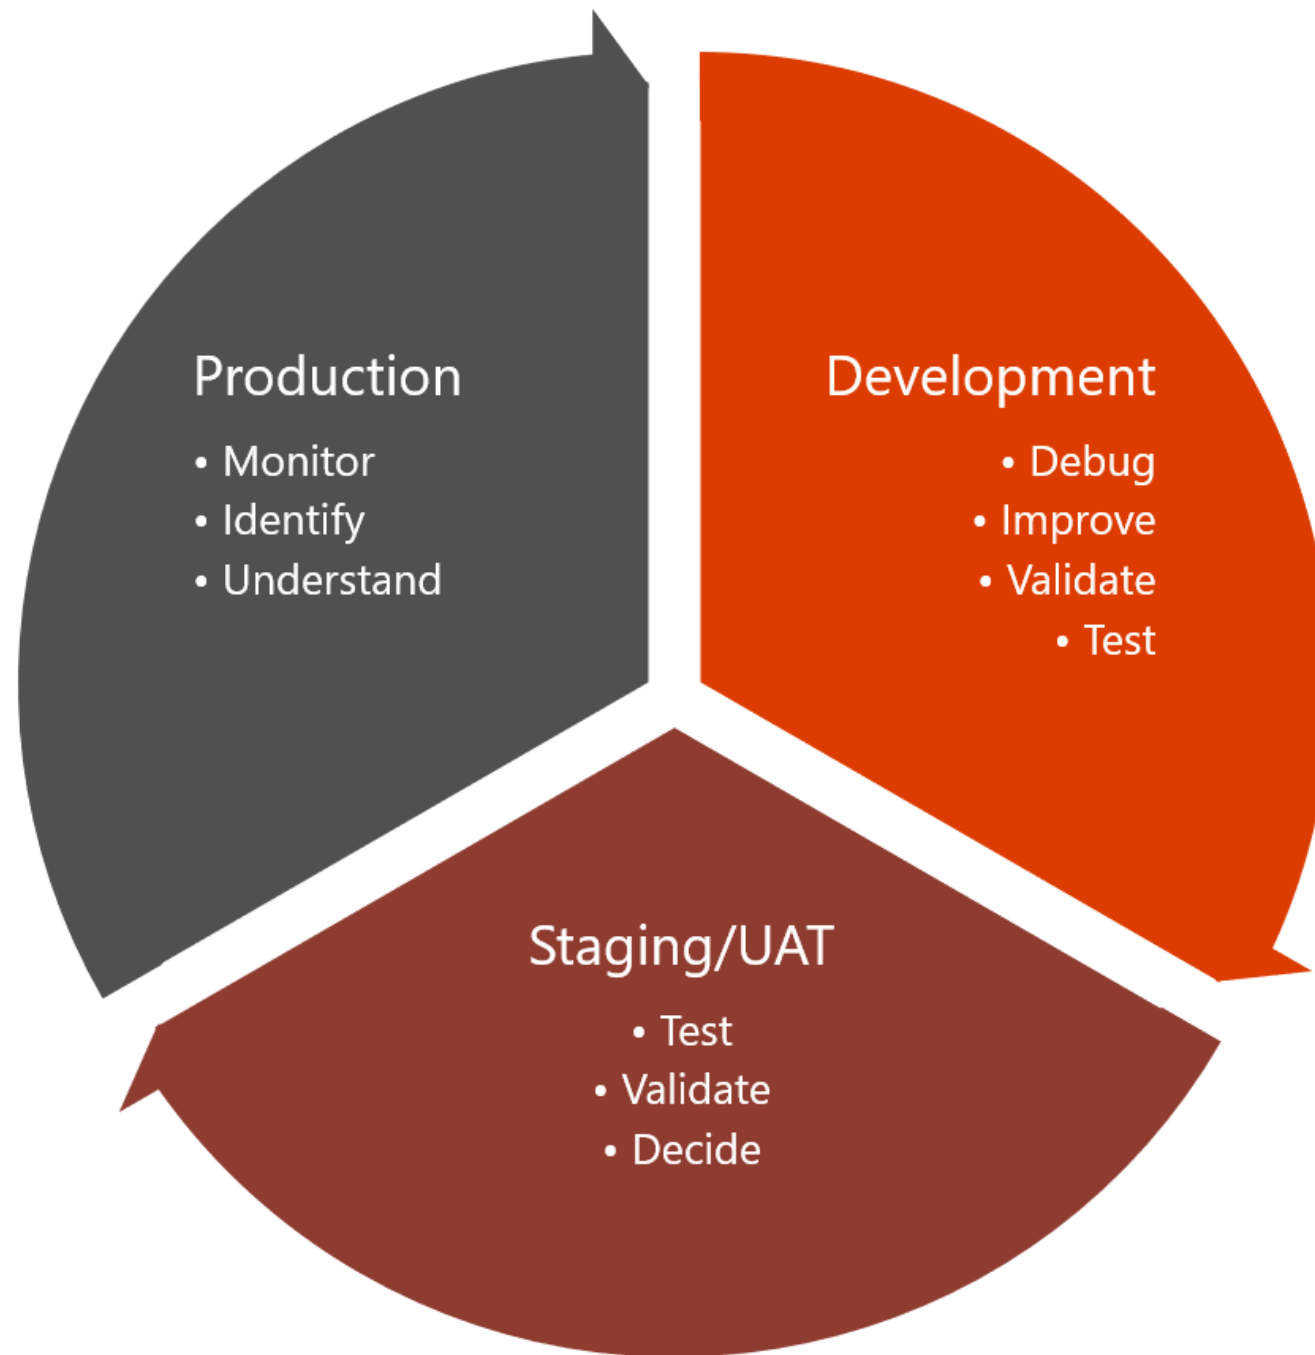 Production
• Monitor
• Identify
• Understand
Development
• Debug
• Improve
• Validate
• Test
Staging/UAT
• Test
• Validate
• Decide